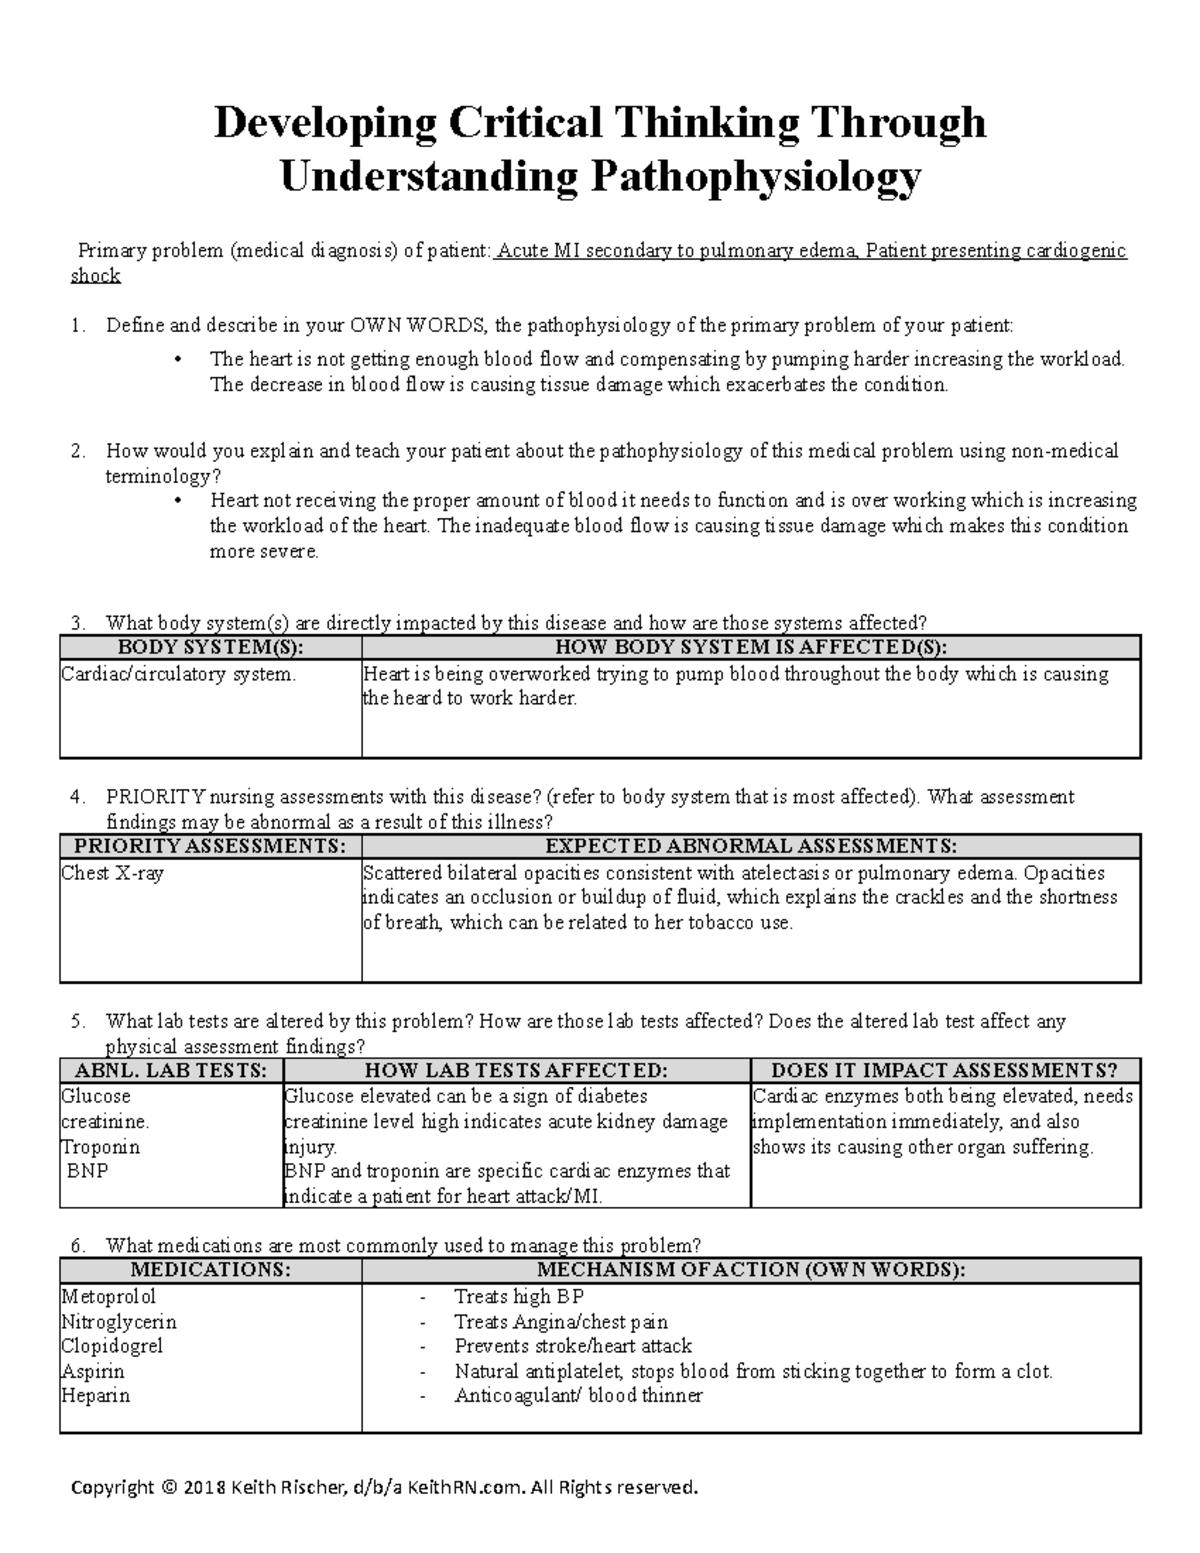 Developing Critical Thinking Through
Understanding Pathophysiology
Primary problem (medical diagnosis) of patient: Acute MI secondary to pulmonary edema, Patient presenting cardiogenic
shock
1. Define and describe in your OWN WORDS, the pathophysiology of the primary problem of your patient:
• The heart is not getting enough blood flow and compensating by pumping harder increasing the workload.
The decrease in blood flow is causing tissue damage which exacerbates the condition.
2. How would you explain and teach your patient about the pathophysiology of this medical problem using non-medical
terminology?
• Heart not receiving the proper amount of blood it needs to function and is over working which is increasing
the workload of the heart. The inadequate blood flow is causing tissue damage which makes this condition
more severe.
3. What body system(s) are directly impacted by this disease and how are those systems affected?
BODY SYSTEM(S): HOW BODY SYSTEM IS AFFECTED(S):
Cardiac/circulatory system. Heart is being overworked trying to pump blood throughout the body which is causing
the heard to work harder.
4. PRIORITY nursing assessments with this disease? (refer to body system that is most affected). What assessment
findings may be abnormal as a result of this illness?
PRIORITY ASSESSMENTS: EXPECTED ABNORMAL ASSESSMENTS:
Chest X-ray Scattered bilateral opacities consistent with atelectasis or pulmonary edema. Opacities
indicates an occlusion or buildup of fluid, which explains the crackles and the shortness
of breath, which can be related to her tobacco use.
5. What lab tests are altered by this problem? How are those lab tests affected? Does the altered lab test affect any
physical assessment findings?
ABNL. LAB TESTS: HOW LAB TESTS AFFECTED: DOES IT IMPACT ASSESSMENTS?
Glucose Glucose elevated can be a sign of diabetes Cardiac enzymes both being elevated, needs
creatinine. creatinine level high indicates acute kidney damage implementation immediately, and also
Troponin injury. shows its causing other organ suffering.
BNP BNP and troponin are specific cardiac enzymes that
indicate a patient for heart attack/MI.
6. What medications are most commonly used to manage this problem?
MEDICATIONS: MECHANISM OF ACTION (OWN WORDS):
Metoprolol - Treats high BP
Nitroglycerin - Treats Angina/chest pain
Clopidogrel - Prevents stroke/heart attack
Aspirin - Natural antiplatelet, stops blood from sticking together to form a clot.
Heparin - Anticoagulant/ blood thinner
Copyright © 2018 Keith Rischer, d/b/a KeithRN.com. All Rights reserved.